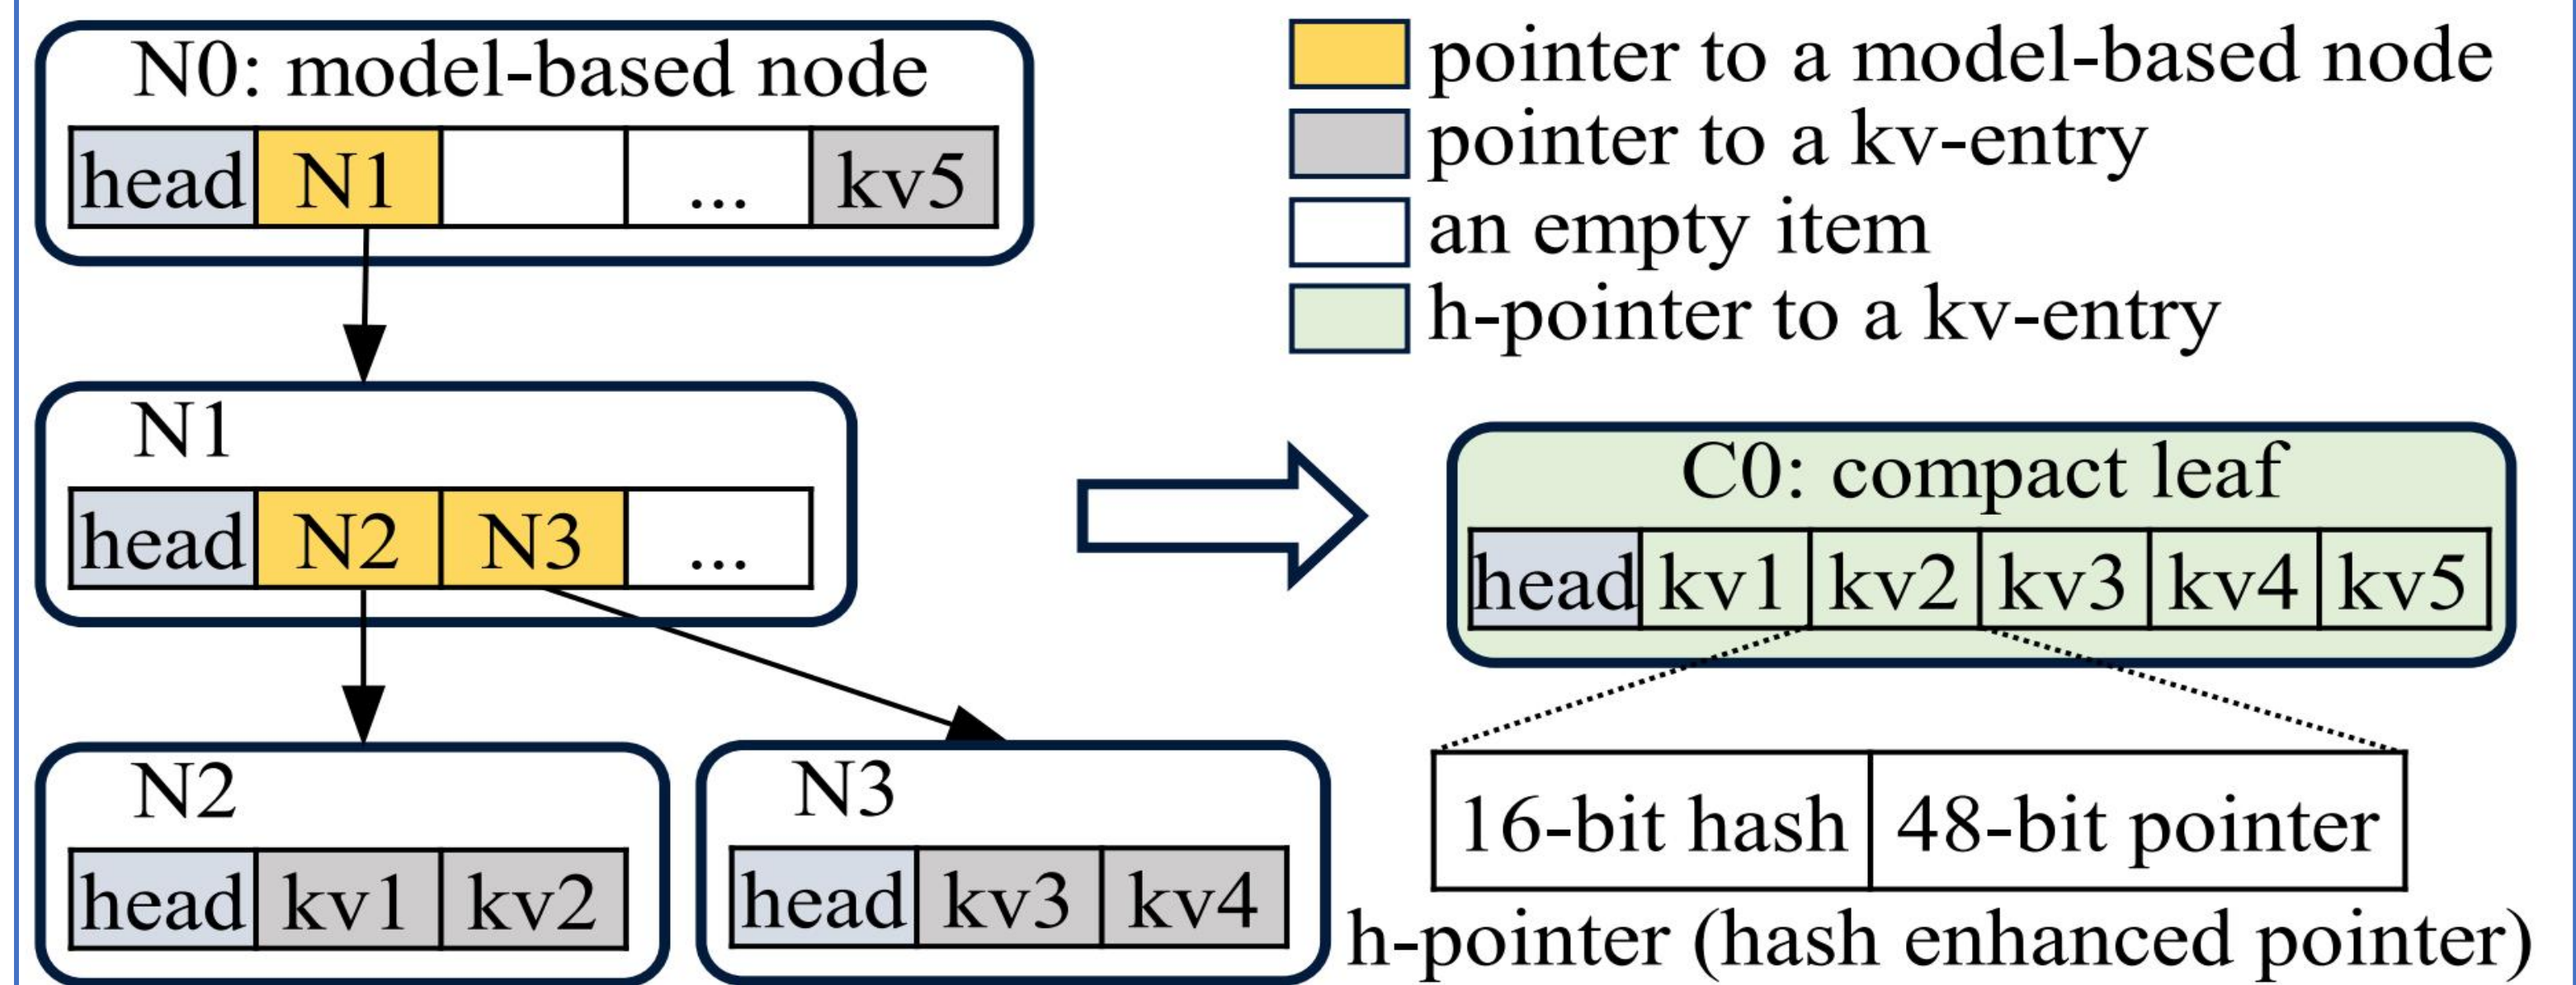 N0: model-based node
head N1 ... kv5
pointer to a model-based node
pointer to a kv-entry
an empty item
h-pointer to a kv-entry
N1
head N2 N3 ...
C0: compact leaf
head kv1 kv2 kv3 kv4 kv5
N2
head kv1 kv2
N3
head kv3 kv4
16-bit hash 48-bit pointer
h-pointer (hash enhanced pointer)